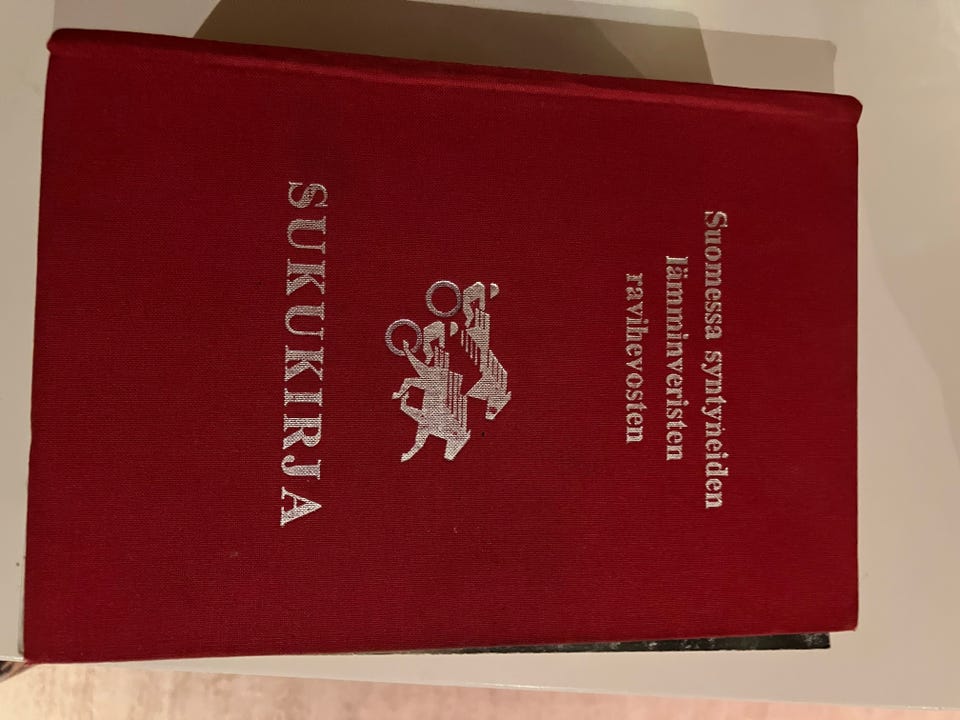 Suomessa syntyneiden
lämminveristen
ravihevosten
SUKUKIRJA